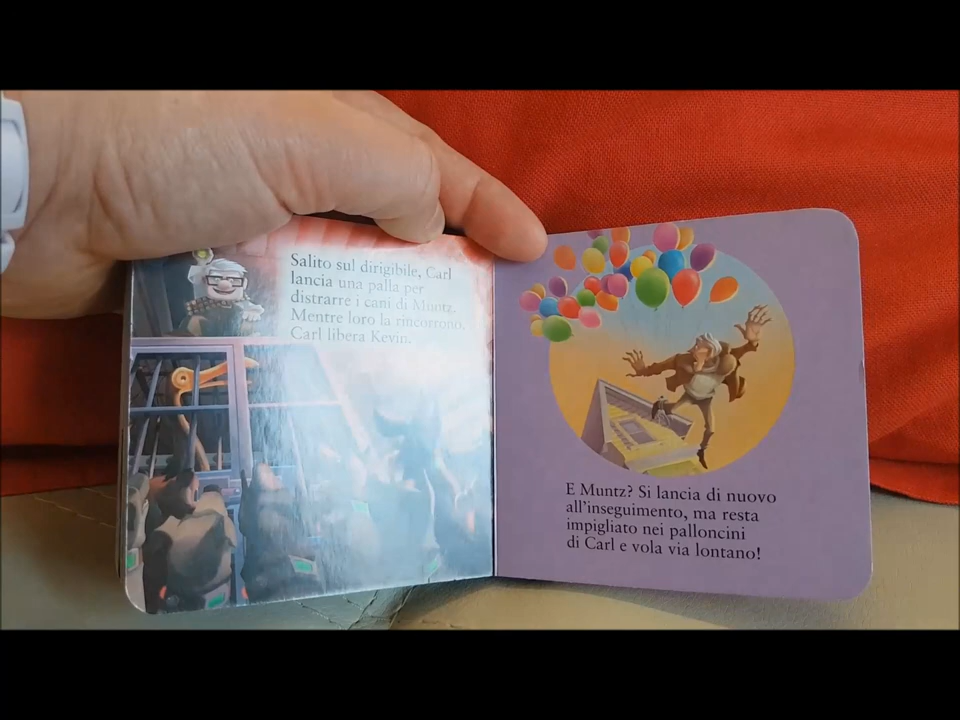 Salito sul dirigibile, Carl
lancia una palla per
distrarre i cani di Muntz.
Mentre loro la rincorrono,
Carl libera Kevin.
E Muntz? Si lancia di nuovo
all'inseguimento, ma resta
impigliato nei palloncini
di Carl e vola via lontano!